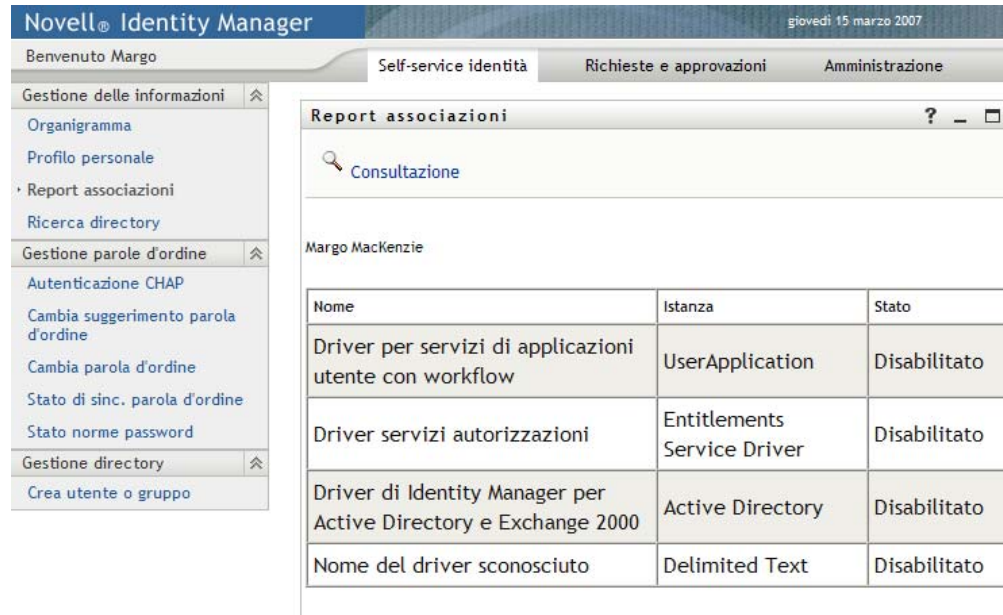 Novell® Identity Manager
giovedì 15 marzo 2007
Benvenuto Margo
Self-service identità
Richieste e approvazioni
Amministrazione
Gestione delle informazioni
Organigramma
Profilo personale
Report associazioni
Ricerca directory
Gestione parole d'ordine
Autenticazione CHAP
Cambia suggerimento parola
d'ordine
Cambia parola d'ordine
Stato di sinc. parola d'ordine
Stato norme password
Gestione directory
Crea utente o gruppo
Report associazioni
?
Consultazione
Margo MacKenzie
Nome Istanza Stato
Driver per servizi di applicazioni
utente con workflow
UserApplication
Disabilitato
Driver servizi autorizzazioni
Entitlements
Service Driver
Disabilitato
Driver di Identity Manager per
Active Directory e Exchange 2000
Active Directory
Disabilitato
Nome del driver sconosciuto
Delimited Text
Disabilitato